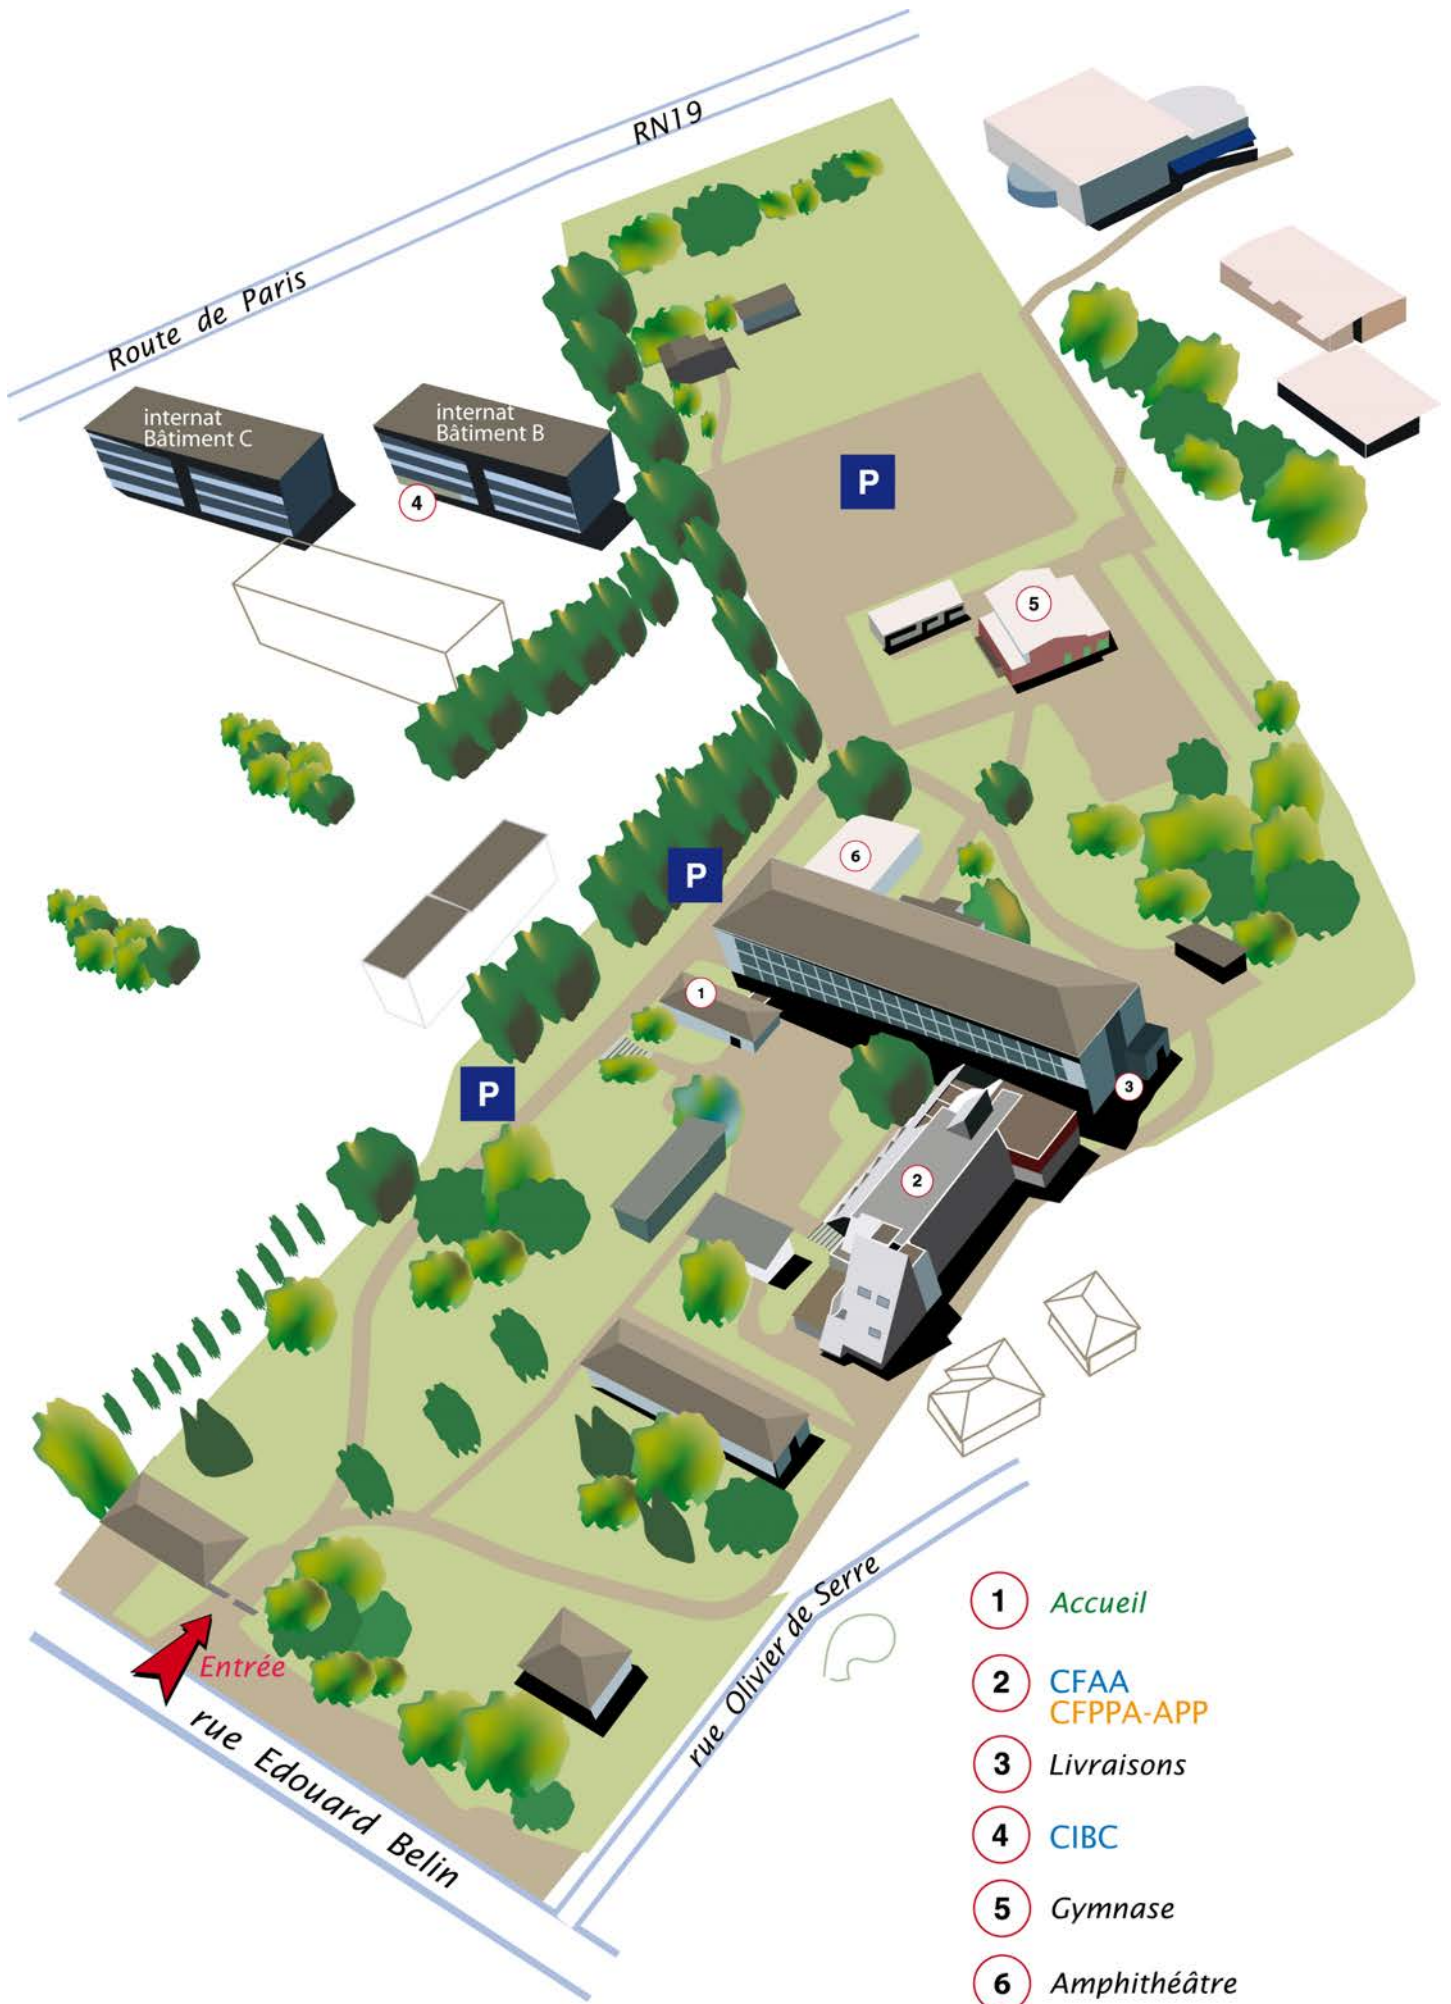 RN19
Route de Paris
internat
Bâtiment C
internat
Bâtiment B
4
P
5
6
P
1
P
3
2
Entrée
rue Edouard Belin
rue Olivier de Serre
1 Accueil
2 CFAA
CFPPA-APP
3 Livraisons
4 CIBC
5 Gymnase
6 Amphithéâtre